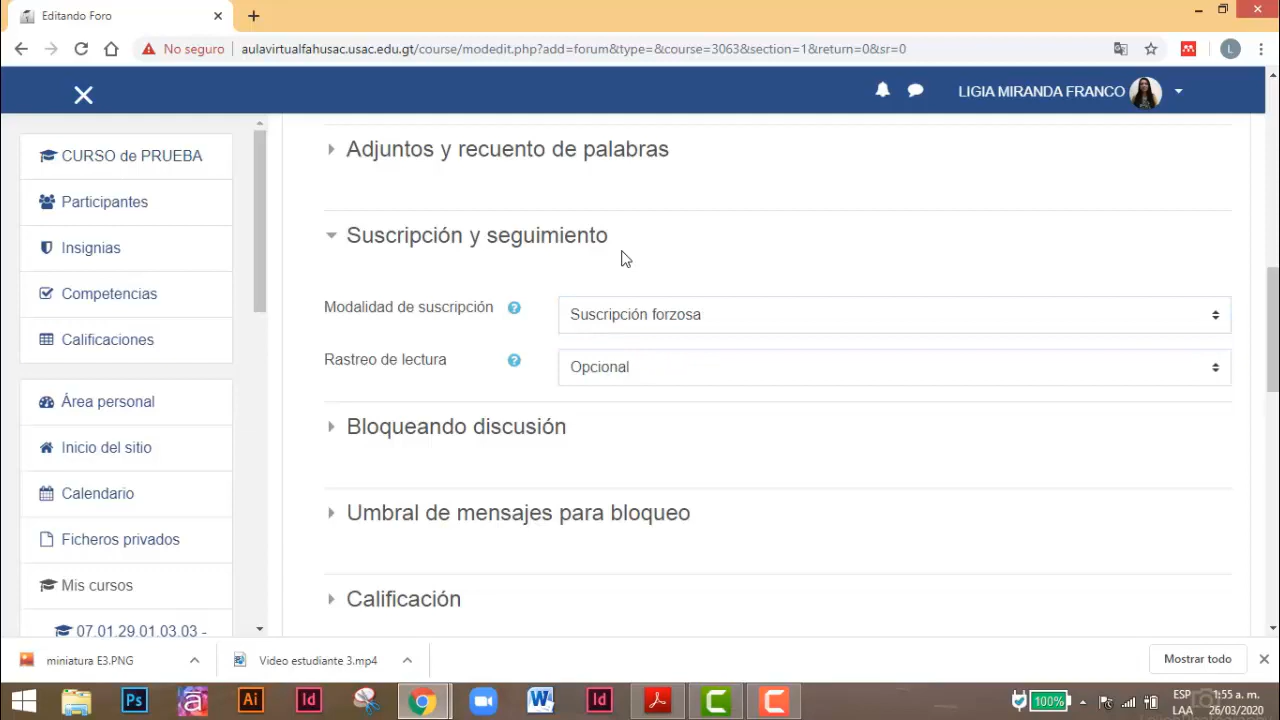 Editando Foro
No seguro
aulavirtualfahusac.usac.edu.gt/course/modedit.php?add=forum&type=&course=3063&section=1&return=0&sr=0
L
LIGIA MIRANDA FRANCO
CURSO de PRUEBA
Participantes
Insignias
Competencias
Calificaciones
Área personal
Inicio del sitio
Calendario
Ficheros privados
Mis cursos
07.01.29.01.03.03 -
Adjuntos y recuento de palabras
Suscripción y seguimiento
Modalidad de suscripción
Suscripción forzosa
Rastreo de lectura
Opcional
Bloqueando discusión
Umbral de mensajes para bloqueo
Calificación
miniatura E3.PNG
Video estudiante 3.mp4
Mostrar todo
Ps
Ai
Id
W
Id
C
C
100%
ESP
LAA
1:55 a. m.
26/03/2020